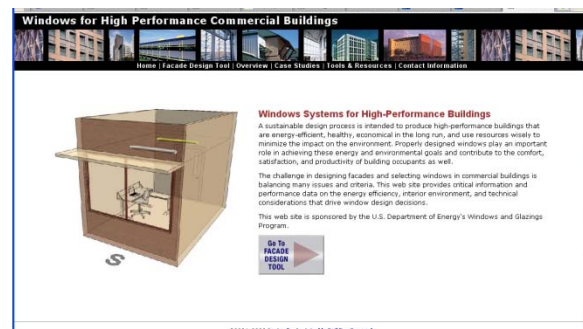 Windows for High Performance Commercial Buildings
Home | Facade Design Tool | Overview | Case Studies | Tools & Resources | Contact Information
Windows Systems for High-Performance Buildings
A sustainable design process is intended to produce high-performance buildings that
are energy-efficient, healthy, economical in the long run, and use resources wisely to
minimize the impact on the environment. Properly designed windows play an important
role in achieving these energy and environmental goals and contribute to the comfort,
satisfaction, and productivity of building occupants as well.
The challenge in designing facades and selecting windows in commercial buildings is
balancing many issues and criteria. This web site provides critical information and
performance data on the energy efficiency, interior environment, and technical
considerations that drive window design decisions.
This web site is sponsored by the U.S. Department of Energy's Windows and Glazings
Program.
Go To
FACADE
DESIGN
TOOL
S